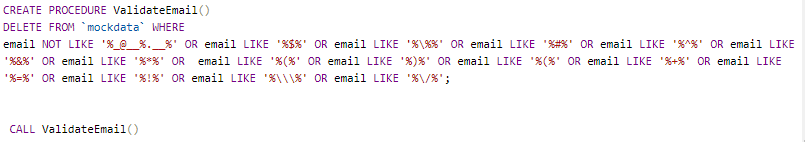 CREATE PROCEDURE ValidateEmail()
DELETE FROM `mockdata` WHERE
email NOT LIKE '%_@__%.__%' OR email LIKE '%$%' OR email LIKE '%\%%' OR email LIKE '%#%' OR email LIKE '%^%' OR email LIKE
'%&%' OR email LIKE '%*%' OR  email LIKE '%(%' OR email LIKE '%)%' OR email LIKE '%(%' OR email LIKE '%+%' OR email LIKE
'%=%' OR email LIKE '%!%' OR email LIKE '%\\\%' OR email LIKE '%\/%';
CALL ValidateEmail()